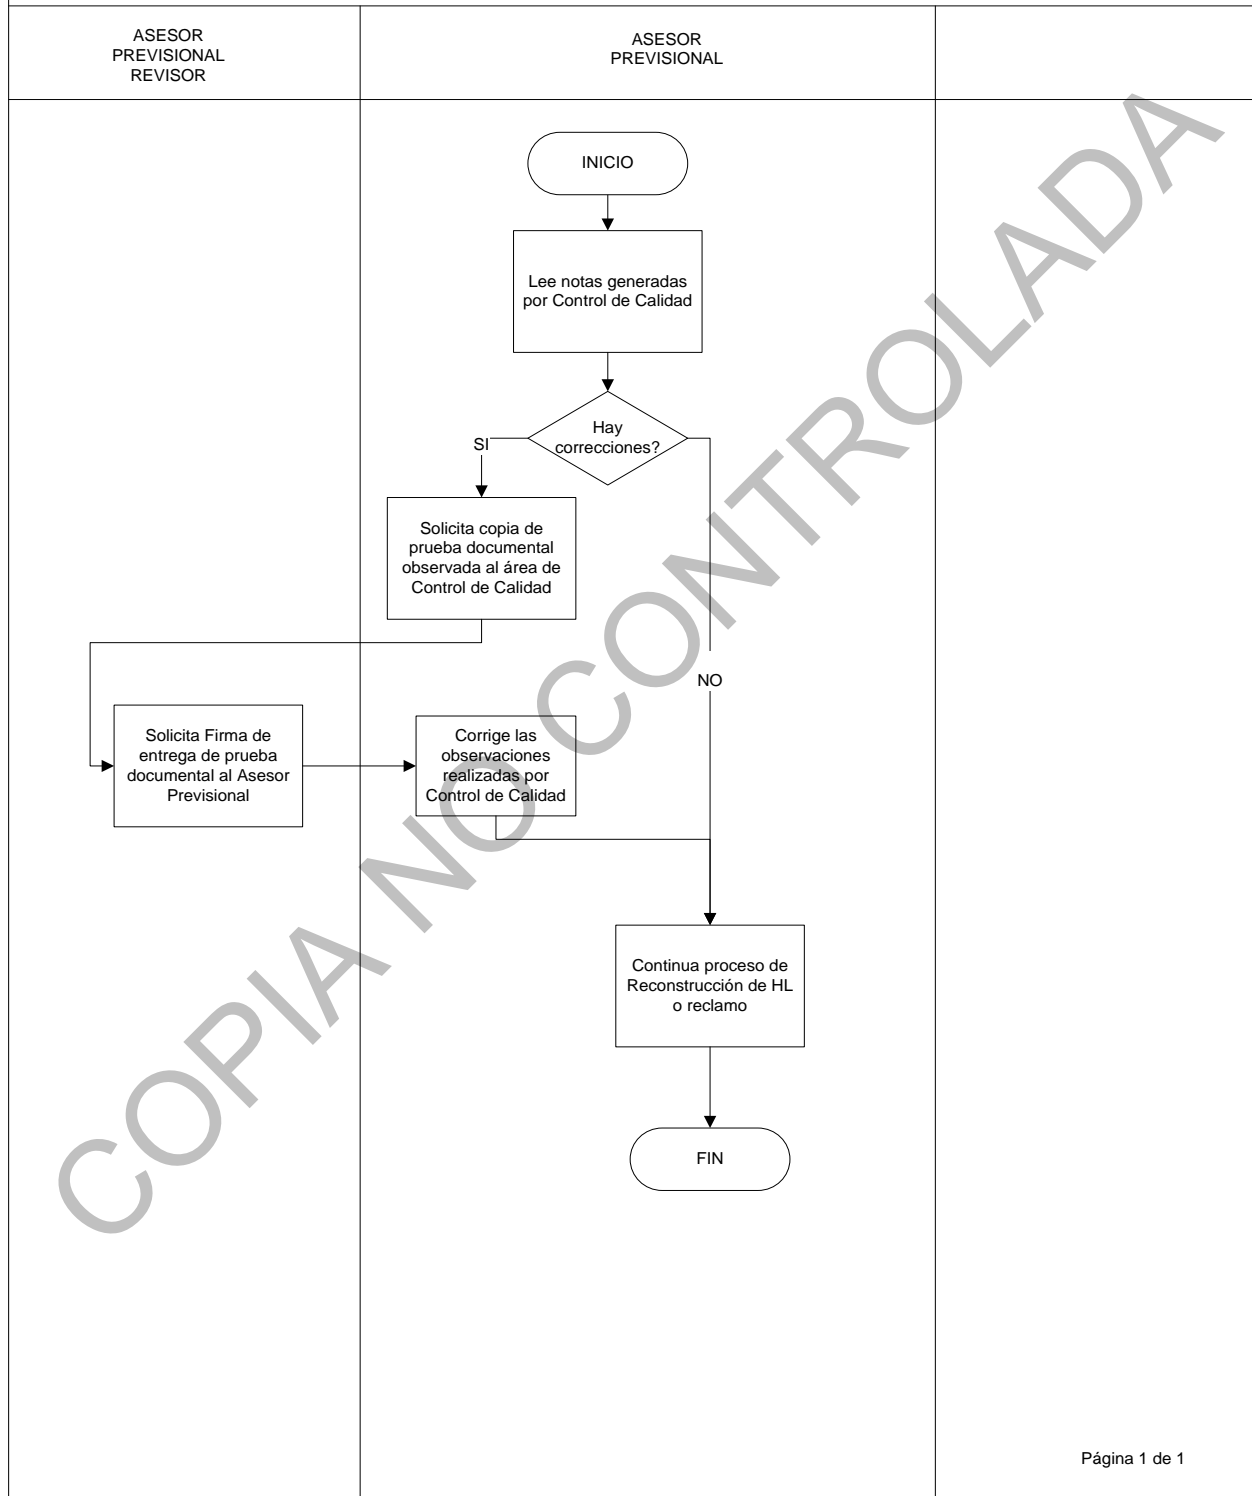 ASESOR
PREVISIONAL
REVISOR
ASESOR
PREVISIONAL
INICIO
Lee notas generadas
por Control de Calidad
Hay
correcciones?
SI
Solicita copia de
prueba documental
observada al área de
Control de Calidad
NO
Solicita Firma de
entrega de prueba
documental al Asesor
Previsional
Corrige las
observaciones
realizadas por
Control de Calidad
Continua proceso de
Reconstrucción de HL
o reclamo
FIN
COPIA NO CONTROLADA
Página 1 de 1